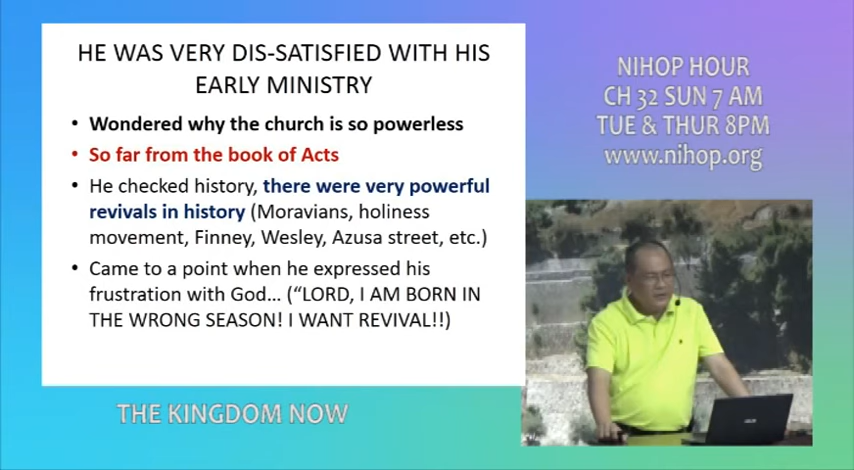 HE WAS VERY DIS-SATISFIED WITH HIS
EARLY MINISTRY
• Wondered why the church is so powerless
• So far from the book of Acts
• He checked history, there were very powerful
revivals in history (Moravians, holiness
movement, Finney, Wesley, Azusa street, etc.)
• Came to a point when he expressed his
frustration with God... (“LORD, I AM BORN IN
THE WRONG SEASON! I WANT REVIVAL!!)
NIHOP HOUR
CH 32 SUN 7 AM
TUE & THUR 8PM
www.nihop.org
THE KINGDOM NOW